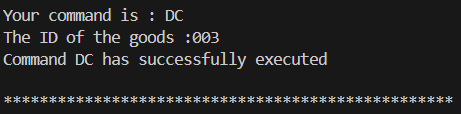 Your command is : DC
The ID of the goods :003
Command DC has successfully executed
**************************************************